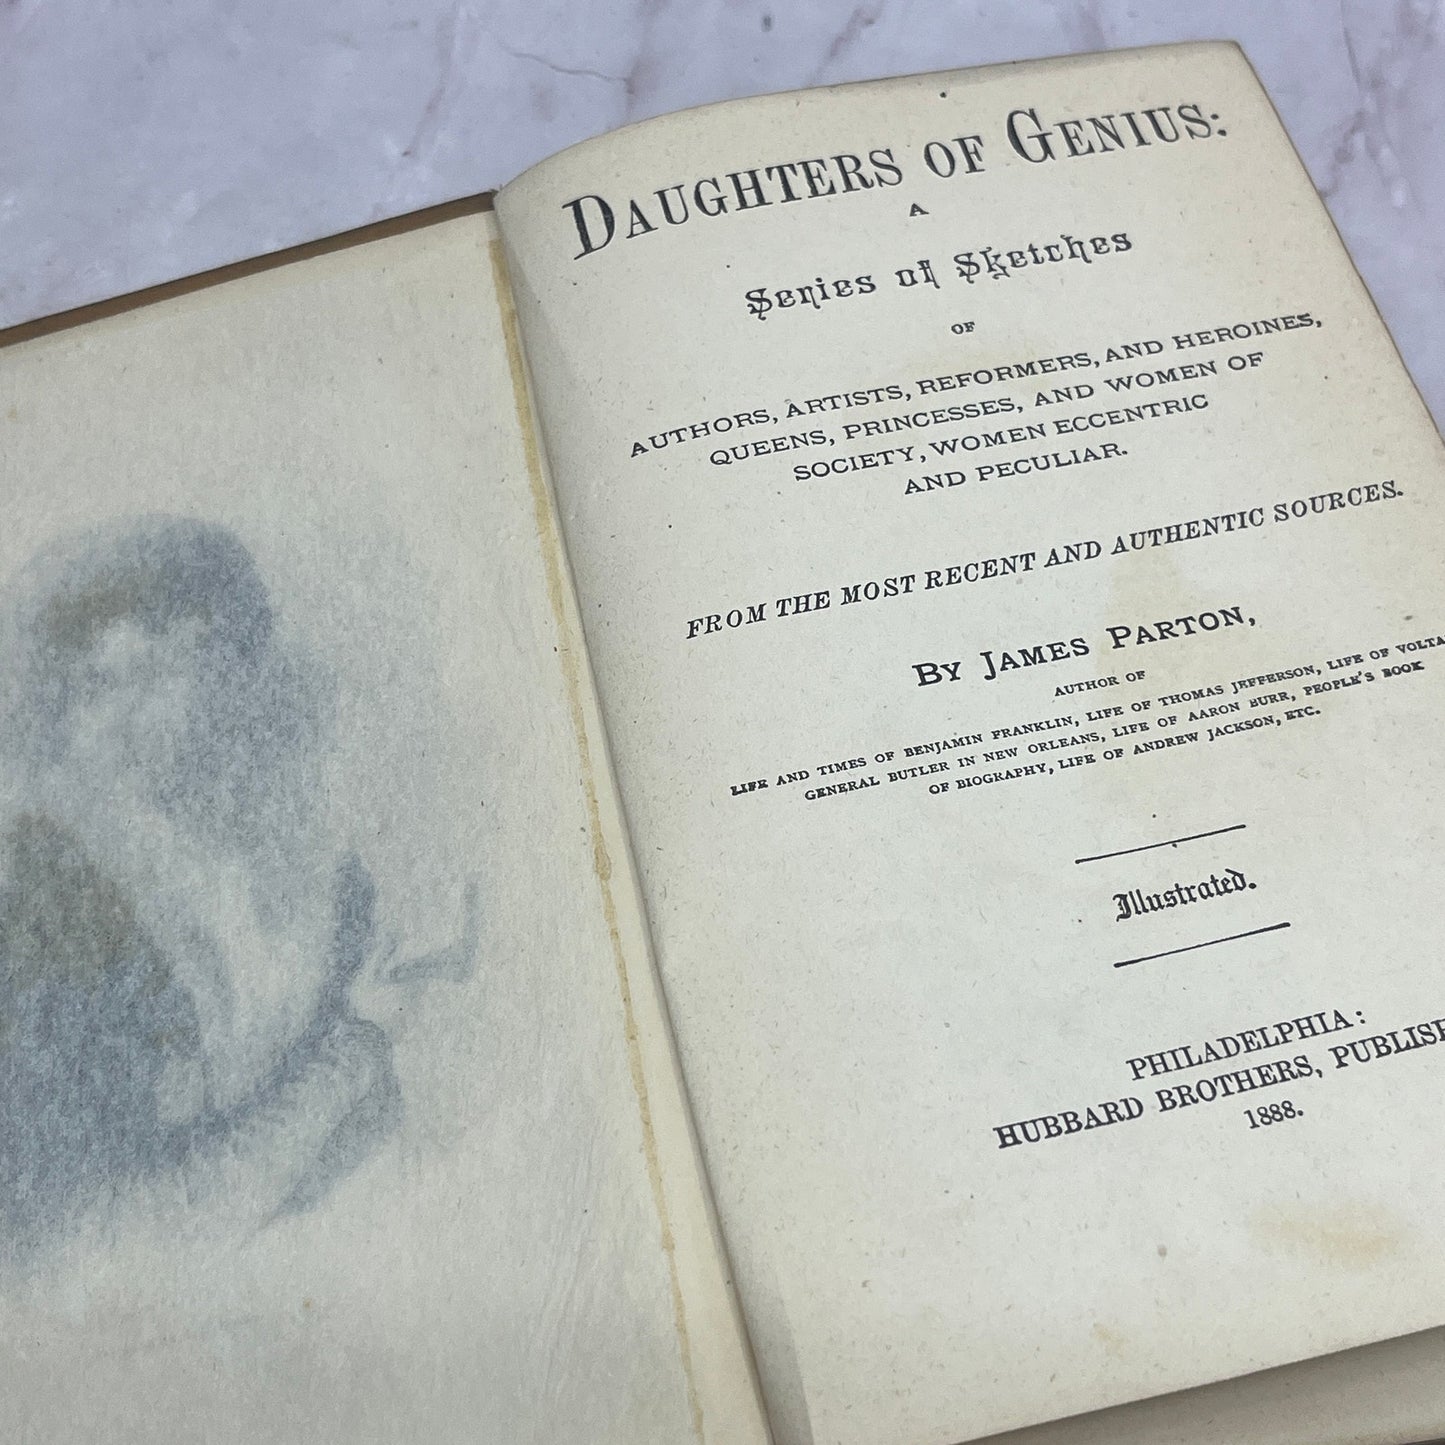 DAUGHTERS OF GENIUS:
A
Series of Sketches
OF
AUTHORS, ARTISTS, REFORMERS, AND HEROINES,
QUEENS, PRINCESSES, AND WOMEN OF
SOCIETY, WOMEN ECCENTRIC
AND PECULIAR.
FROM THE MOST RECENT AND AUTHENTIC SOURCES.
BY JAMES PARTON,
AUTHOR OF
LIFE AND TIMES OF BENJAMIN FRANKLIN, LIFE OF THOMAS JEFFERSON, LIFE OF VOLTA
GENERAL BUTLER IN NEW ORLEANS, LIFE OF AARON BURR, PEOPLE'S BOOK
OF BIOGRAPHY, LIFE OF ANDREW JACKSON, ETC.
Illustrated.
PHILADELPHIA:
HUBBARD BROTHERS, PUBLISH
1888.